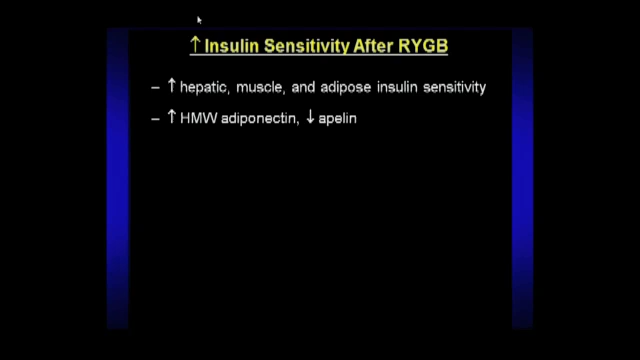 ↑ Insulin Sensitivity After RYGB
– ↑ hepatic, muscle, and adipose insulin sensitivity
– ↑ HMW adiponectin, ↓ apelin